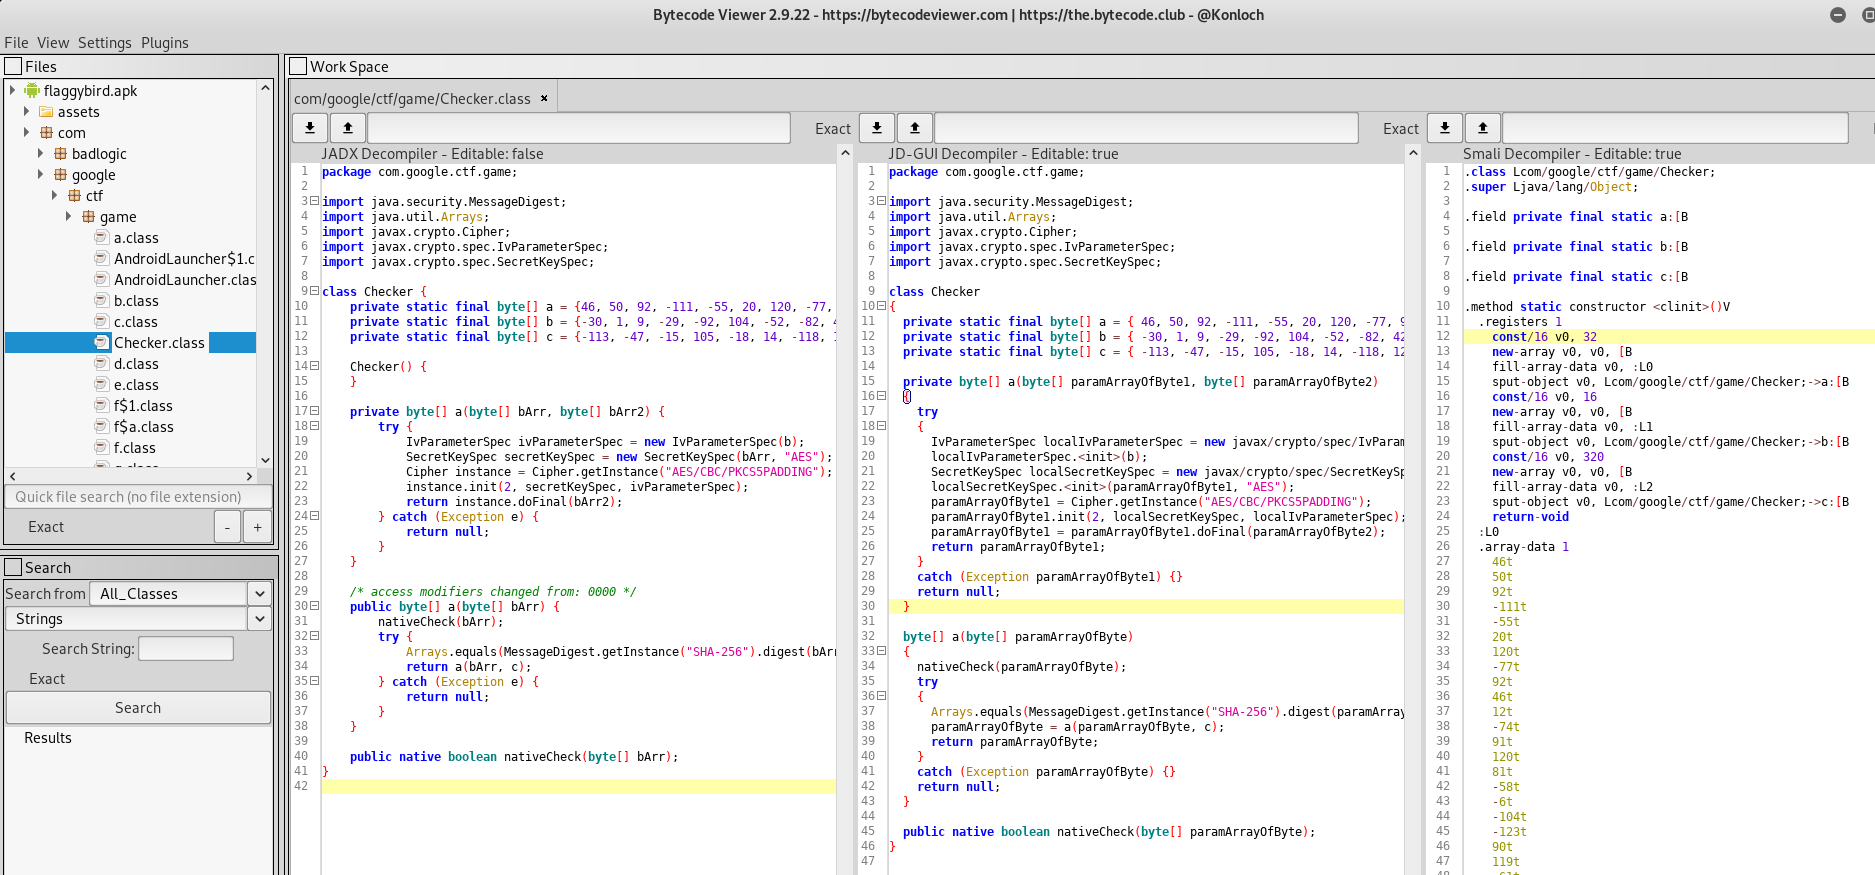 Bytecode Viewer 2.9.22 - https://bytecodeviewer.com | https://the.bytecode.club - @Konloch
File View Settings Plugins
Files
flaggybird.apk
assets
com
badlogic
google
ctf
game
a.class
AndroidLauncher$1.c
AndroidLauncher.clas
b.class
c.class
Checker.class
d.class
e.class
f$1.class
f$a.class
f.class
Quick file search (no file extension)
Exact
- +
Search
Search from All_Classes
Strings
Search String:
Exact
Search
Results
Work Space
com/google/ctf/game/Checker.class ×
Exact
JADX Decompiler - Editable: false
1 package com.google.ctf.game;
2
3 import java.security.MessageDigest;
4 import java.util.Arrays;
5 import javax.crypto.Cipher;
6 import javax.crypto.spec.IvParameterSpec;
7 import javax.crypto.spec.SecretKeySpec;
8
9 class Checker {
10 private static final byte[] a = {46, 50, 92, -111, -55, 20, 120, -77,
11 private static final byte[] b = {-30, 1, 9, -29, -92, 104, -52, -82,
12 private static final byte[] c = {-113, -47, -15, 105, -18, 14, -118,
13
14 Checker() {
15 }
16
17 private byte[] a(byte[] bArr, byte[] bArr2) {
18 try {
19 IvParameterSpec ivParameterSpec = new IvParameterSpec(b);
20 SecretKeySpec secretKeySpec = new SecretKeySpec(bArr, "AES");
21 Cipher instance = Cipher.getInstance("AES/CBC/PKCS5PADDING");
22 instance.init(2, secretKeySpec, ivParameterSpec);
23 return instance.doFinal(bArr2);
24 } catch (Exception e) {
25 return null;
26 }
27 }
28
29 /* access modifiers changed from: 0000 */
30 public byte[] a(byte[] bArr) {
31 nativeCheck(bArr);
32 try {
33 Arrays.equals(MessageDigest.getInstance("SHA-256").digest(bArr
34 return a(bArr, c);
35 } catch (Exception e) {
36 return null;
37 }
38 }
39
40 public native boolean nativeCheck(byte[] bArr);
41 }
42
Exact
JD-GUI Decompiler - Editable: true
1 package com.google.ctf.game;
2
3 import java.security.MessageDigest;
4 import java.util.Arrays;
5 import javax.crypto.Cipher;
6 import javax.crypto.spec.IvParameterSpec;
7 import javax.crypto.spec.SecretKeySpec;
8
9 class Checker
10 {
11 private static final byte[] a = { 46, 50, 92, -111, -55, 20, 120, -77, 9
12 private static final byte[] b = { -30, 1, 9, -29, -92, 104, -52, -82, 42
13 private static final byte[] c = { -113, -47, -15, 105, -18, 14, -118, 12
14
15 private byte[] a(byte[] paramArrayOfByte1, byte[] paramArrayOfByte2)
16 {
17 try
18 {
19 IvParameterSpec localIvParameterSpec = new javax/crypto/spec/IvParam
20 localIvParameterSpec.<init>(b);
21 SecretKeySpec localSecretKeySpec = new javax/crypto/spec/SecretKeySp
22 localSecretKeySpec.<init>(paramArrayOfByte1, "AES");
23 paramArrayOfByte1 = Cipher.getInstance("AES/CBC/PKCS5PADDING");
24 paramArrayOfByte1.init(2, localSecretKeySpec, localIvParameterSpec);
25 paramArrayOfByte1 = paramArrayOfByte1.doFinal(paramArrayOfByte2);
26 return paramArrayOfByte1;
27 }
28 catch (Exception paramArrayOfByte1) {}
29 return null;
30 }
31
32 byte[] a(byte[] paramArrayOfByte)
33 {
34 nativeCheck(paramArrayOfByte);
35 try
36 {
37 Arrays.equals(MessageDigest.getInstance("SHA-256").digest(paramArray
38 paramArrayOfByte = a(paramArrayOfByte, c);
39 return paramArrayOfByte;
40 }
41 catch (Exception paramArrayOfByte) {}
42 return null;
43 }
44
45 public native boolean nativeCheck(byte[] paramArrayOfByte);
46 }
47
Smali Decompiler - Editable: true
1 .class Lcom/google/ctf/game/Checker;
2 .super Ljava/lang/Object;
3
4 .field private final static a:[B
5
6 .field private final static b:[B
7
8 .field private final static c:[B
9
10 .method static constructor <clinit>()V
11 .registers 1
12 const/16 v0, 32
13 new-array v0, v0, [B
14 fill-array-data v0, :L0
15 sput-object v0, Lcom/google/ctf/game/Checker;->a:[B
16 const/16 v0, 16
17 new-array v0, v0, [B
18 fill-array-data v0, :L1
19 sput-object v0, Lcom/google/ctf/game/Checker;->b:[B
20 const/16 v0, 320
21 new-array v0, v0, [B
22 fill-array-data v0, :L2
23 sput-object v0, Lcom/google/ctf/game/Checker;->c:[B
24 return-void
25 :L0
26 .array-data 1
27 46t
28 50t
29 92t
30 -111t
31 -55t
32 20t
33 120t
34 -77t
35 92t
36 46t
37 12t
38 -74t
39 91t
40 120t
41 81t
42 -58t
43 -6t
44 -104t
45 -123t
46 90t
47 119t